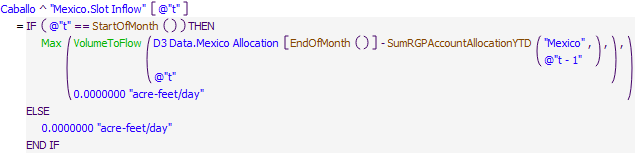 Caballo ^ "Mexico.Slot Inflow" [ @"t" ]
= IF ( @"t" == StartOfMonth ( ) ) THEN
Max ( VolumeToFlow ( D3 Data.Mexico Allocation [ EndOfMonth ( ) ] - SumRGPAccountAllocationYTD ( "Mexico" , ) , ) ,
@"t - 1"
@"t"
0.0000000 "acre-feet/day" )
ELSE
0.0000000 "acre-feet/day"
END IF